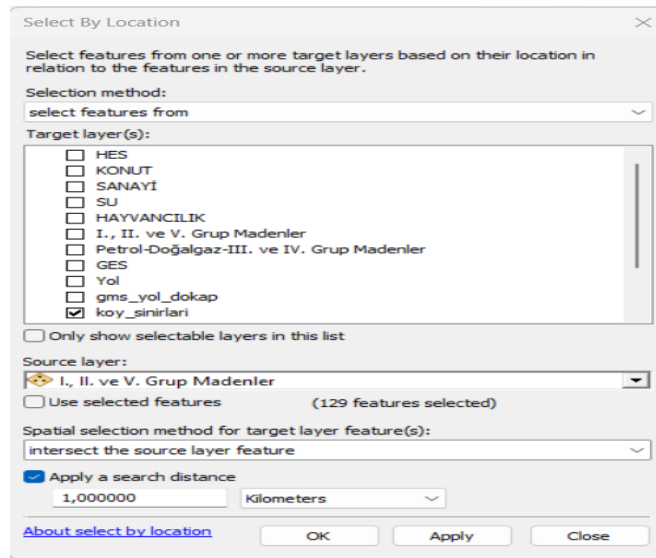 Select By Location
Select features from one or more target layers based on their location in
relation to the features in the source layer.
Selection method:
select features from
Target layer(s):
HES
KONUT
SANAYİ
SU
HAYVANCILIK
I., II. ve V. Grup Madenler
Petrol-Doğalgaz-III. ve IV. Grup Madenler
GES
Yol
gms_yol_dokap
koy_sinirlari
Only show selectable layers in this list
Source layer:
I., II. ve V. Grup Madenler
Use selected features (129 features selected)
Spatial selection method for target layer feature(s):
intersect the source layer feature
Apply a search distance
1,000000 Kilometers
About select by location OK Apply Close